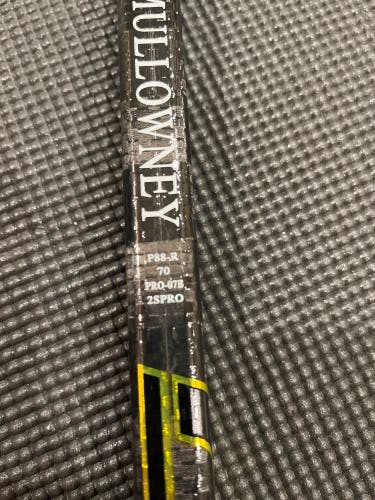 MULLOWNEY
P88-R
70
PRO-07B
2SPRO